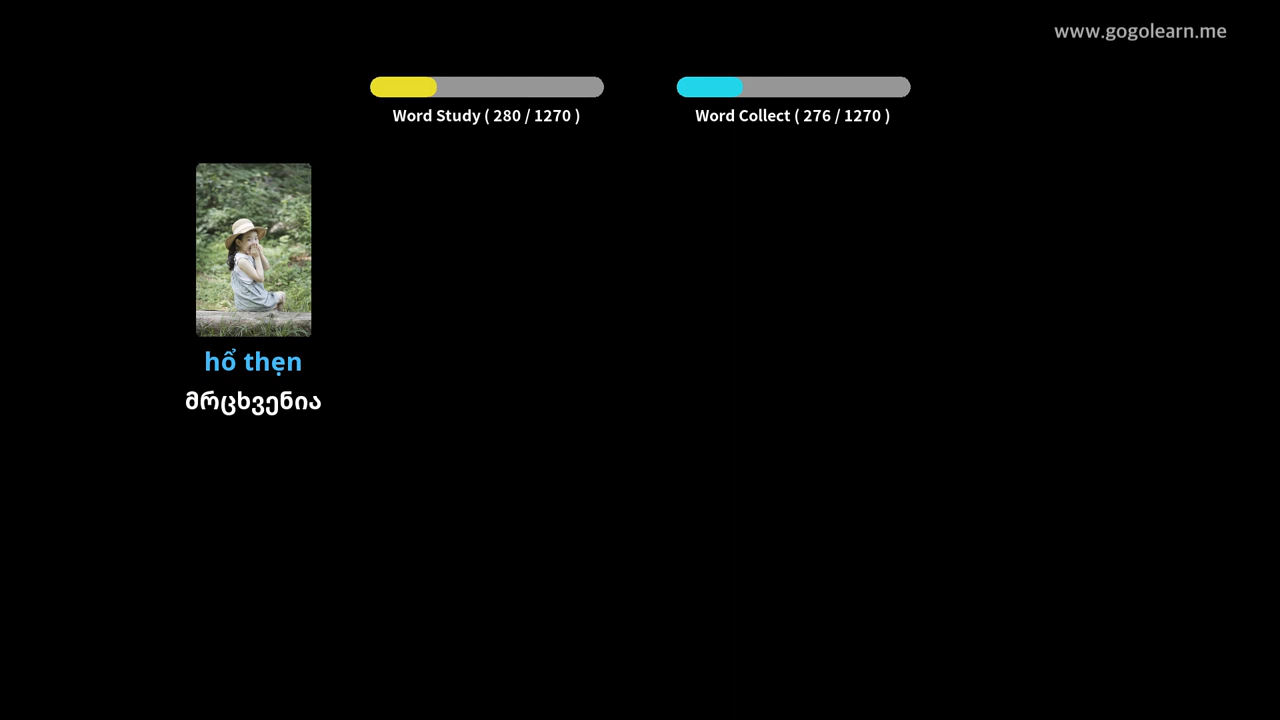 www.gogolearn.me
Word Study ( 280 / 1270 )
Word Collect ( 276 / 1270 )
hổ thẹn
მრცხვენია